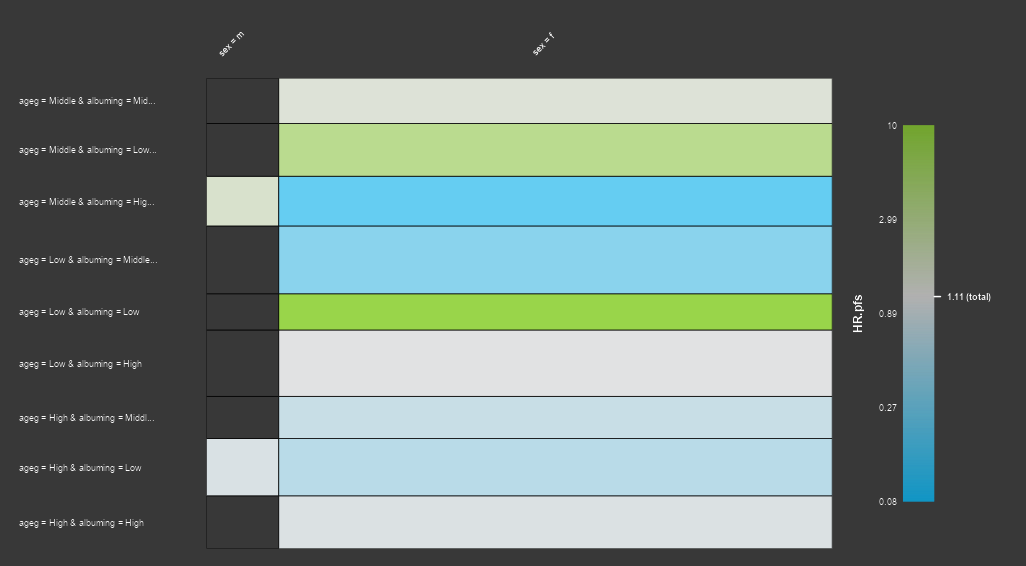 sex = m
sex = f
ageg = Middle & albuming = Mid...
ageg = Middle & albuming = Low...
ageg = Middle & albuming = Hig...
ageg = Low & albuming = Middle...
ageg = Low & albuming = Low
ageg = Low & albuming = High
ageg = High & albuming = Middl...
ageg = High & albuming = Low
ageg = High & albuming = High
HR.pfs
10
2.99
1.11 (total)
0.89
0.27
0.08